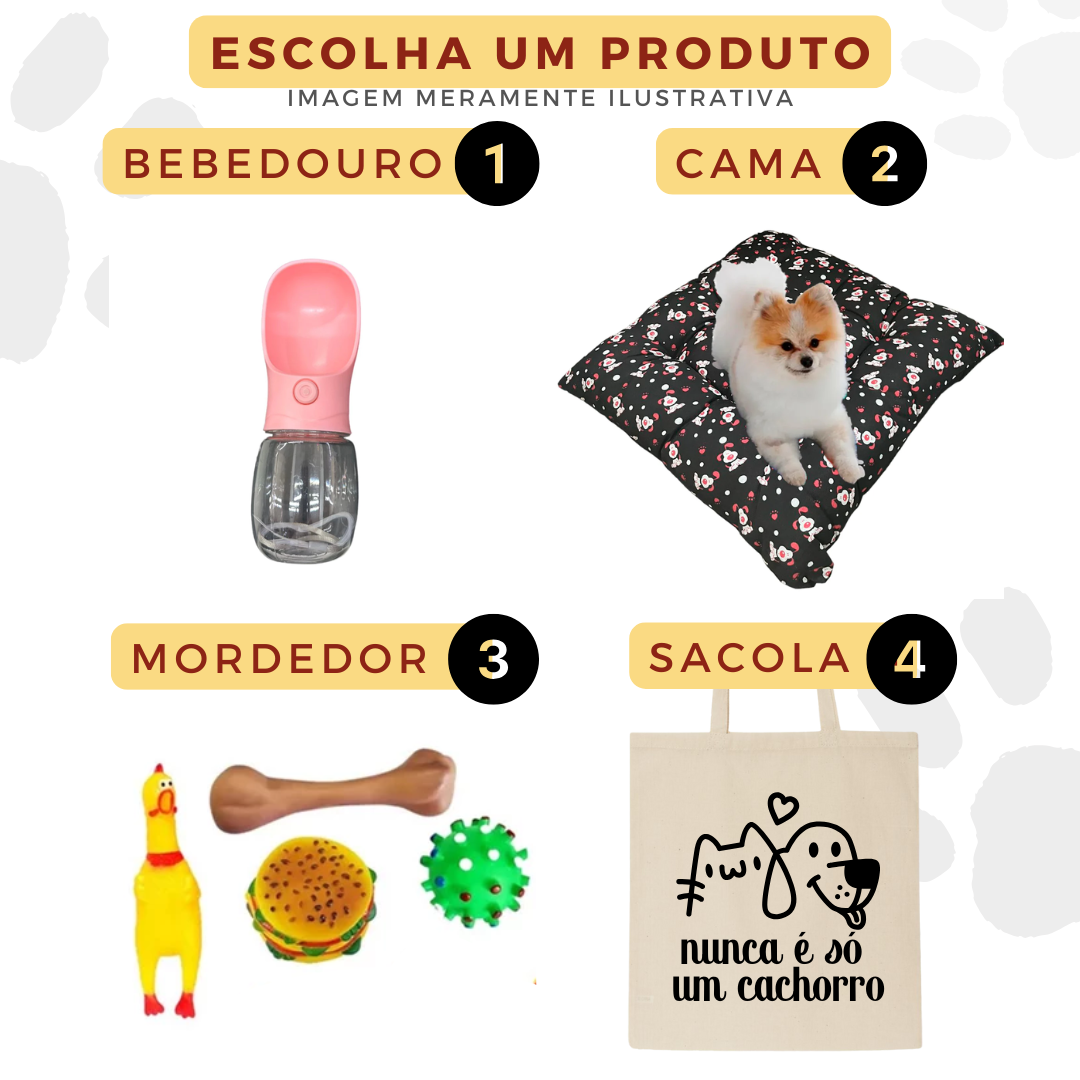 ESCOLHA UM PRODUTO
IMAGEM MERAMENTE ILUSTRATIVA
BEBEDOURO 1
CAMA 2
MORDEDOR 3
SACOLA 4
nunca é só
um cachorro